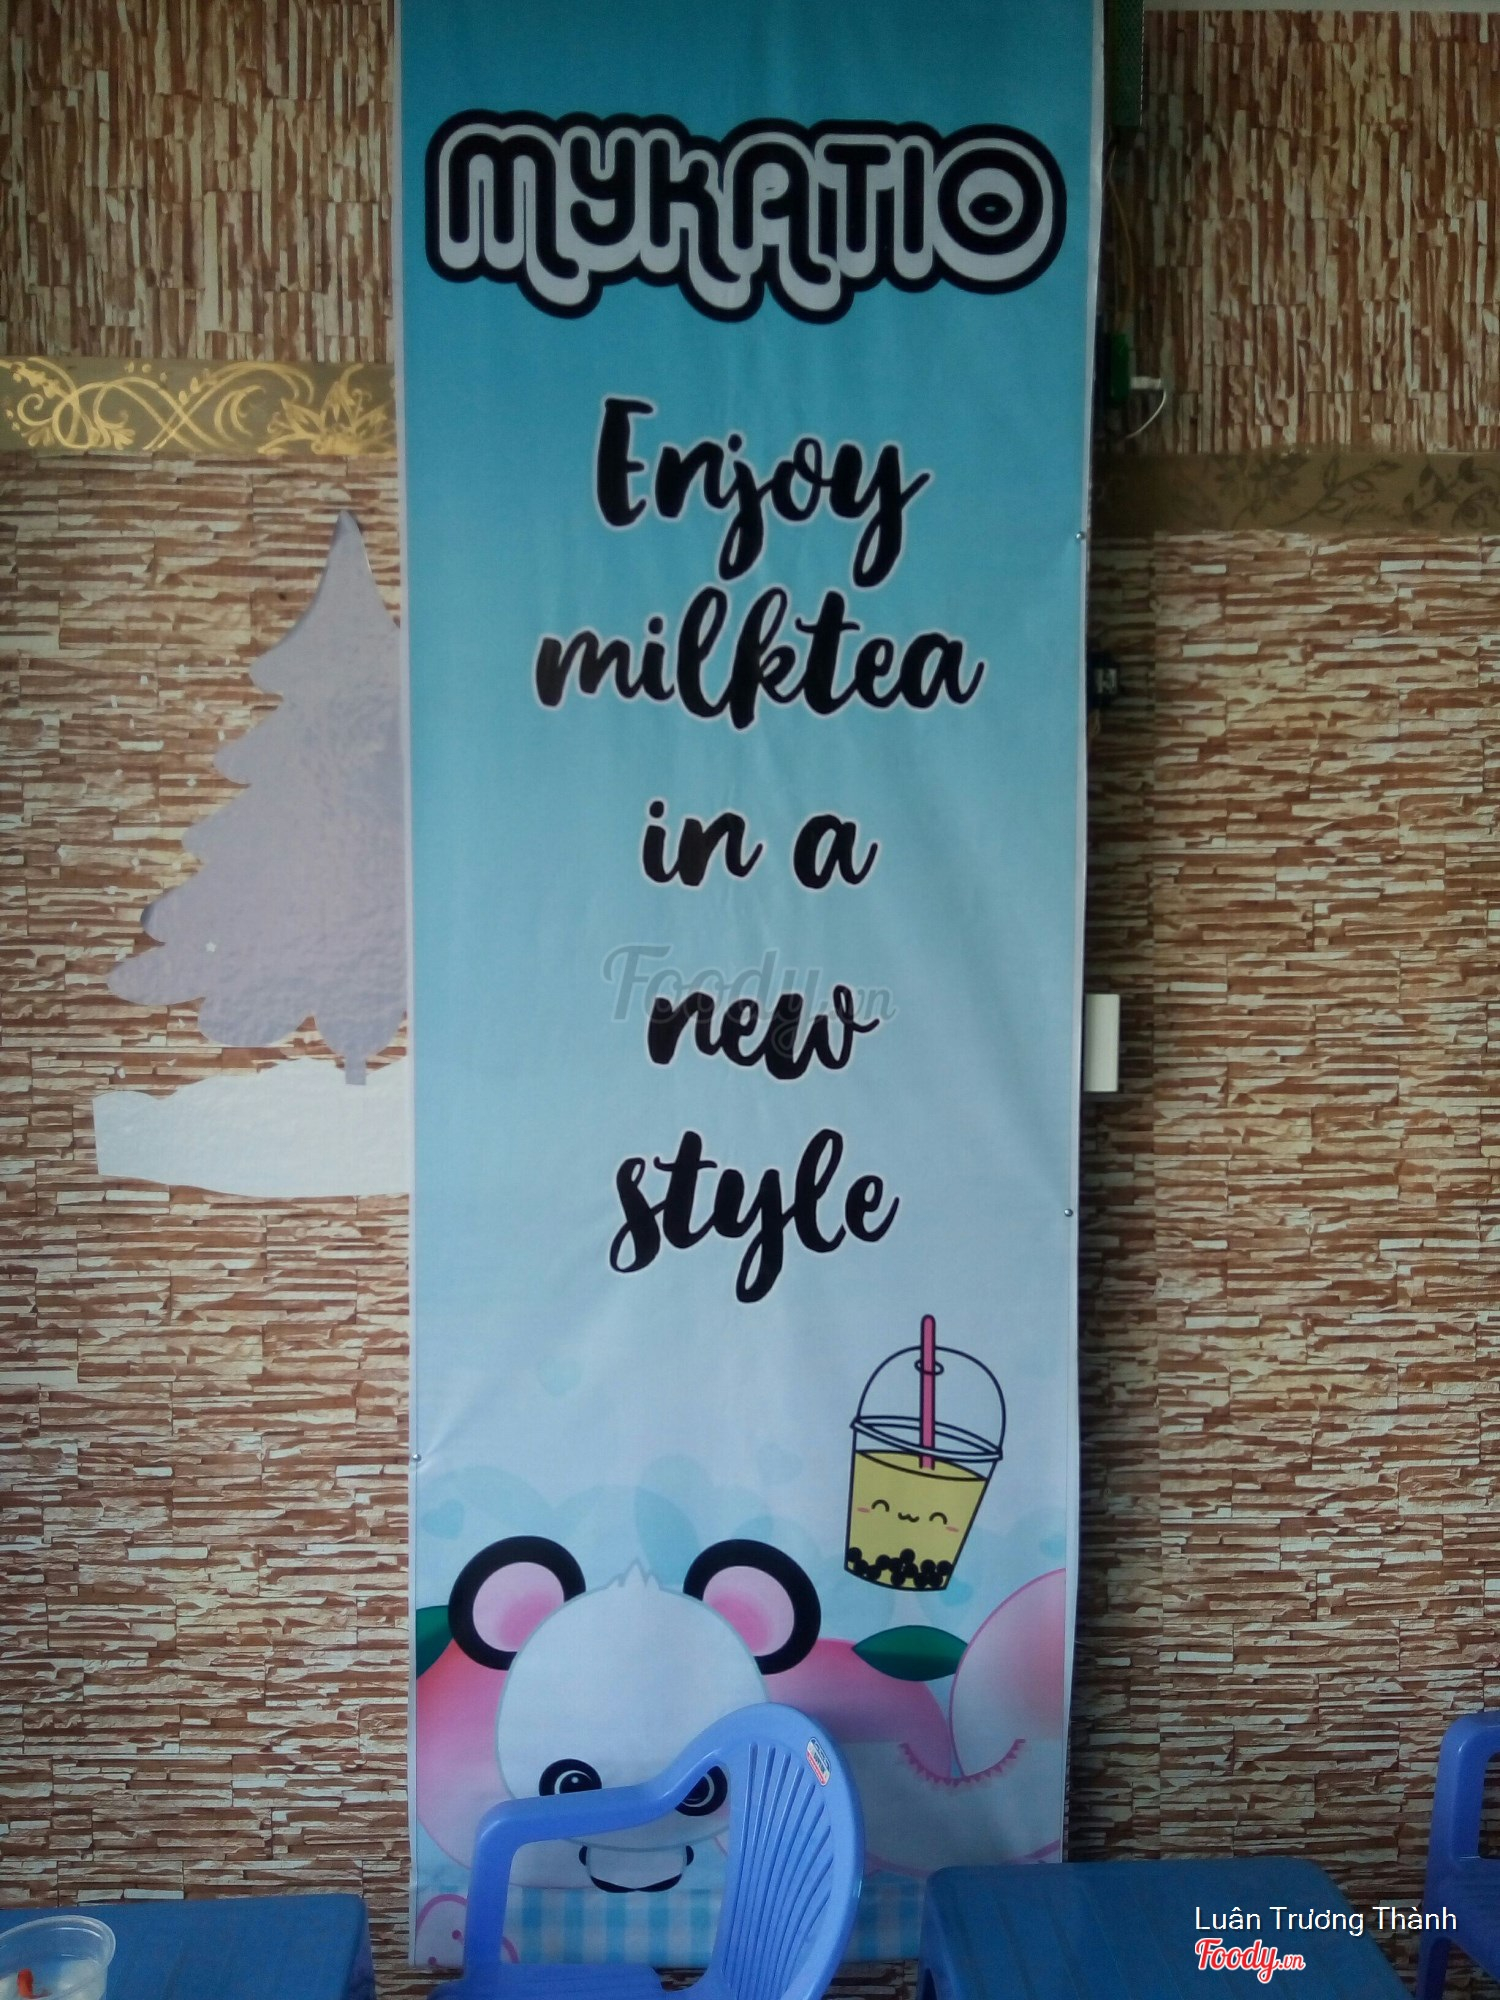 MYKATIO
Enjoy
milktea
in a
Foody.vn
new
style
Luân Trương Thành
Foody.vn